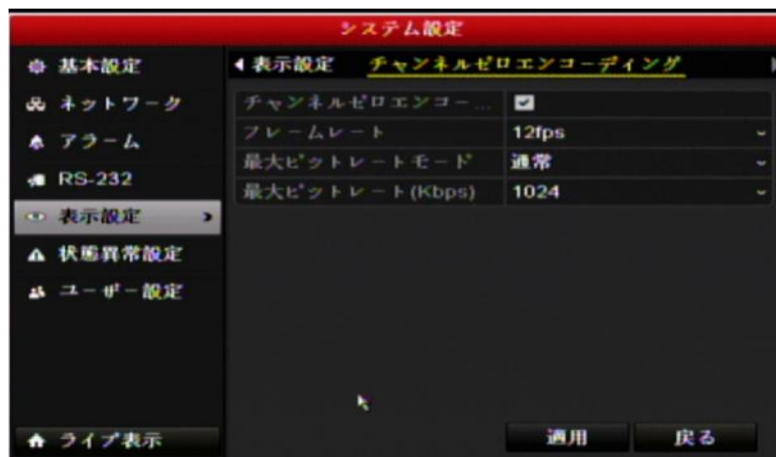 システム設定
基本設定
ネットワーク
アラーム
RS-232
表示設定
状態異常設定
ユーザー設定
ライブ表示
表示設定 チャンネルゼロエンコーディング
チャンネルゼロエンコー...
フレームレート 12fps
最大ビットレートモード 通常
最大ビットレート(Kbps) 1024
適用 戻る